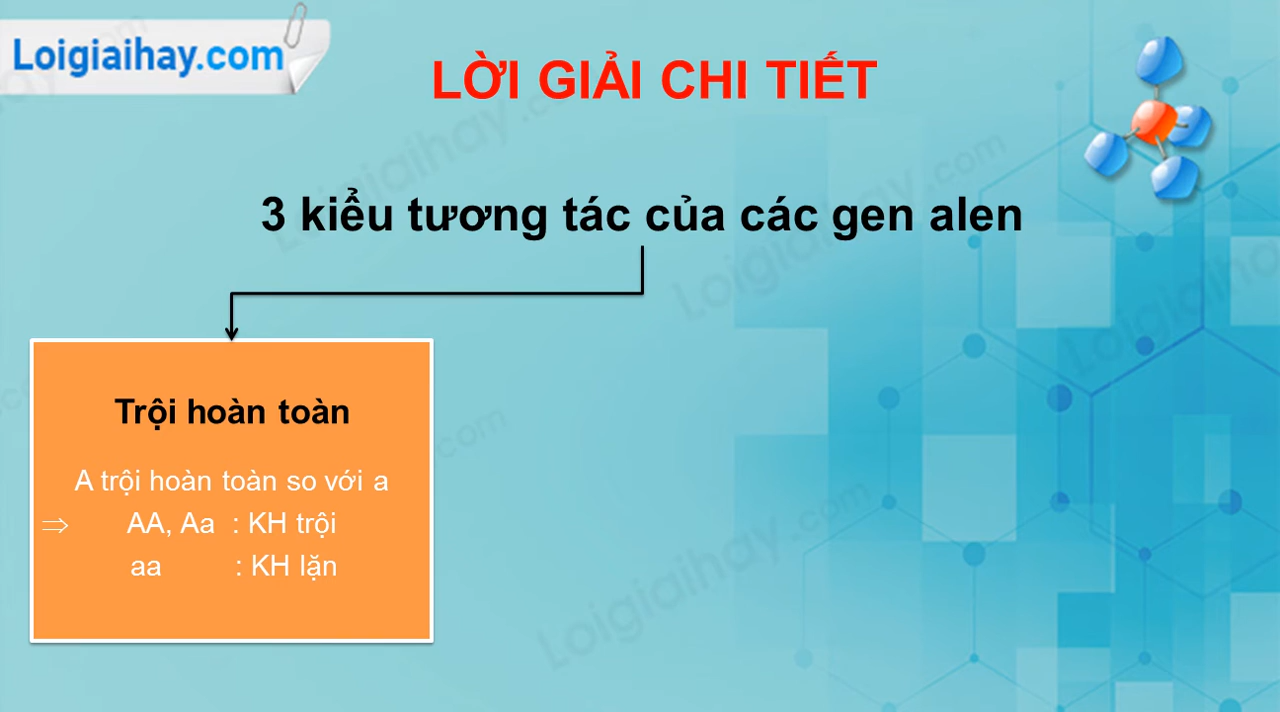 Loigiaihay.com
LỜI GIẢI CHI TIẾT
3 kiểu tương tác của các gen alen
Trội hoàn toàn
A trội hoàn toàn so với a
⇒ AA, Aa : KH trội
aa : KH lặn